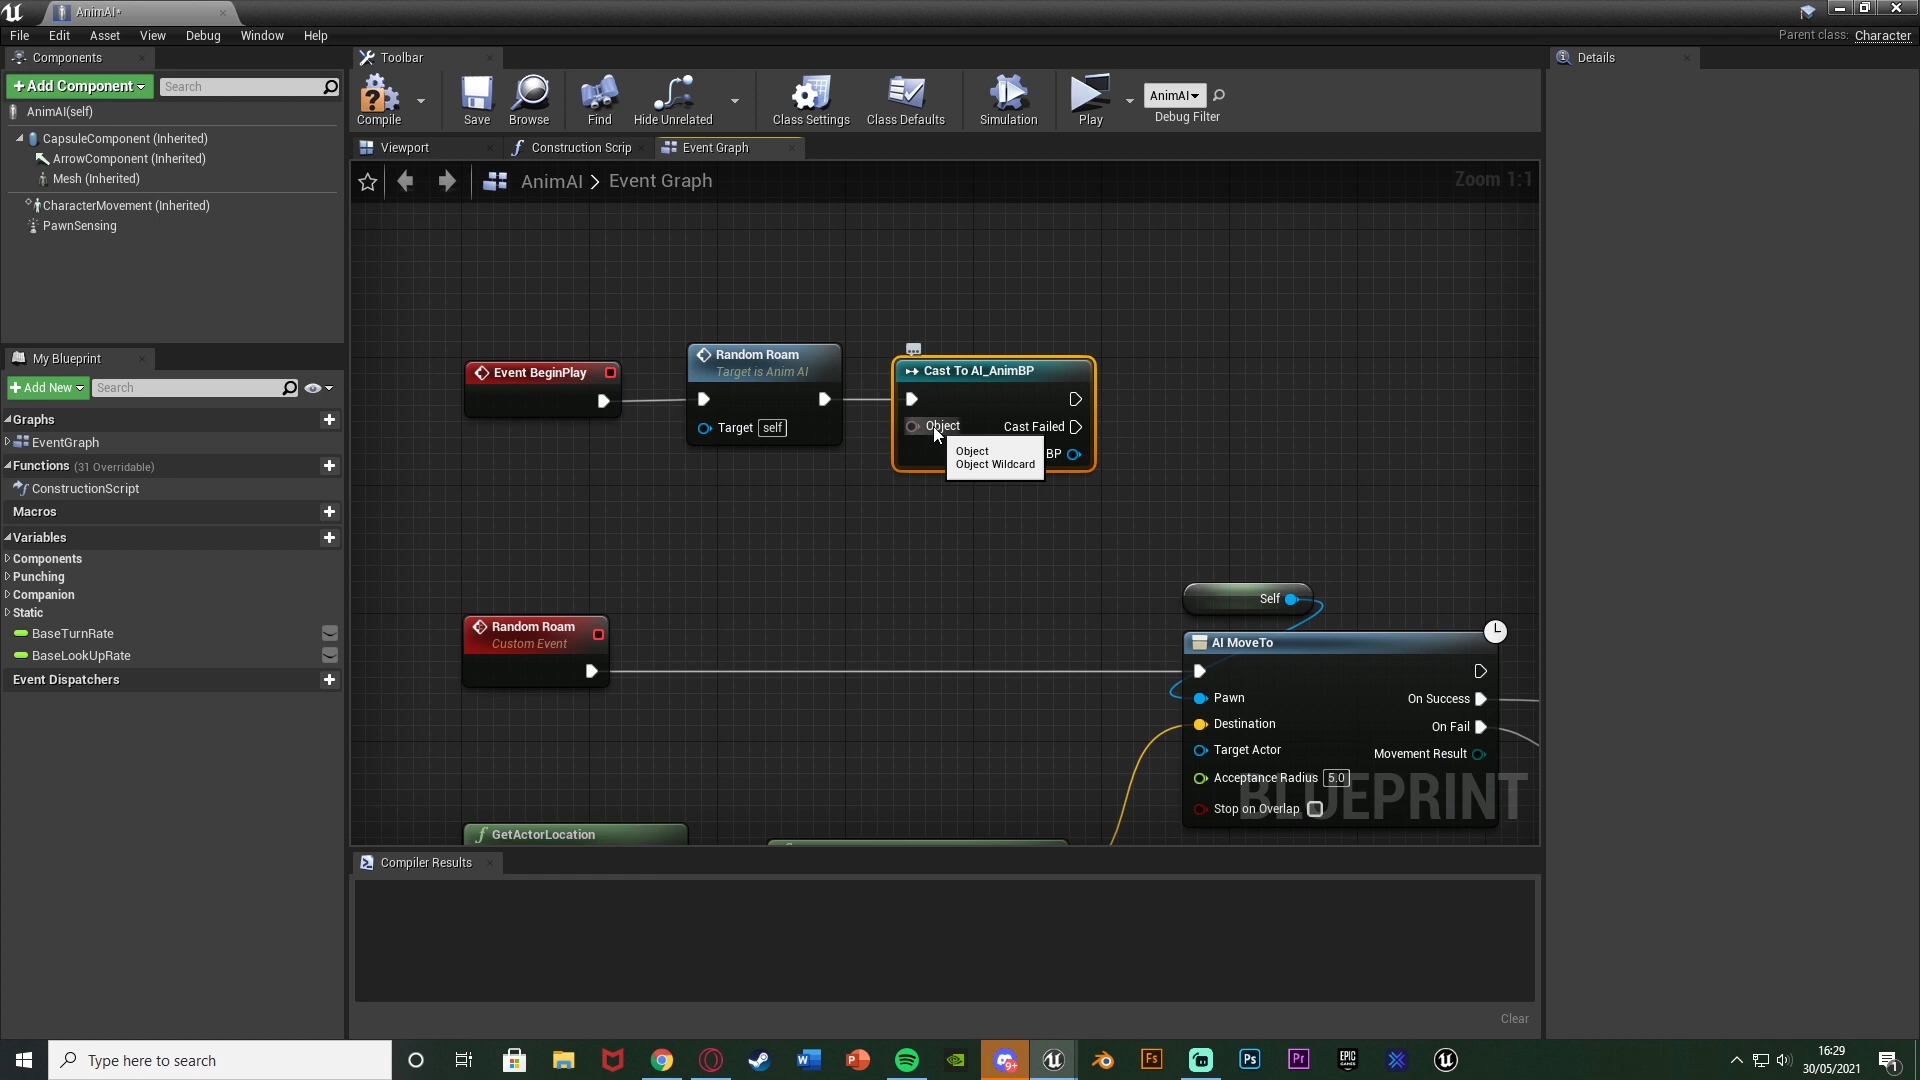 AnimAI*
File Edit Asset View Debug Window Help
Parent class: Character
Components
Toolbar
Details
+Add Component
Search
AnimAI(self)
CapsuleComponent (Inherited)
ArrowComponent (Inherited)
Mesh (Inherited)
CharacterMovement (Inherited)
PawnSensing
Compile
Save
Browse
Find
Hide Unrelated
Class Settings
Class Defaults
Simulation
Play
AnimAI
Debug Filter
Viewport
Construction Scrip
Event Graph
AnimAI > Event Graph
Zoom 1:1
My Blueprint
+Add New
Search
Graphs
EventGraph
Functions (31 Overridable)
ConstructionScript
Macros
Variables
Components
Punching
Companion
Static
BaseTurnRate
BaseLookUpRate
Event Dispatchers
Event BeginPlay
Random Roam
Target is Anim AI
Target self
Cast To AI_AnimBP
Object
Cast Failed
BP
Object
Object Wildcard
Random Roam
Custom Event
Self
AI MoveTo
Pawn
On Success
Destination
On Fail
Target Actor
Movement Result
Acceptance Radius 5.0
Stop on Overlap
BLUEPRINT
GetActorLocation
Compiler Results
Clear
Type here to search
W
P
9+
Fs
Ps
Pr
EPIC
GAMES
16:29
30/05/2021
1